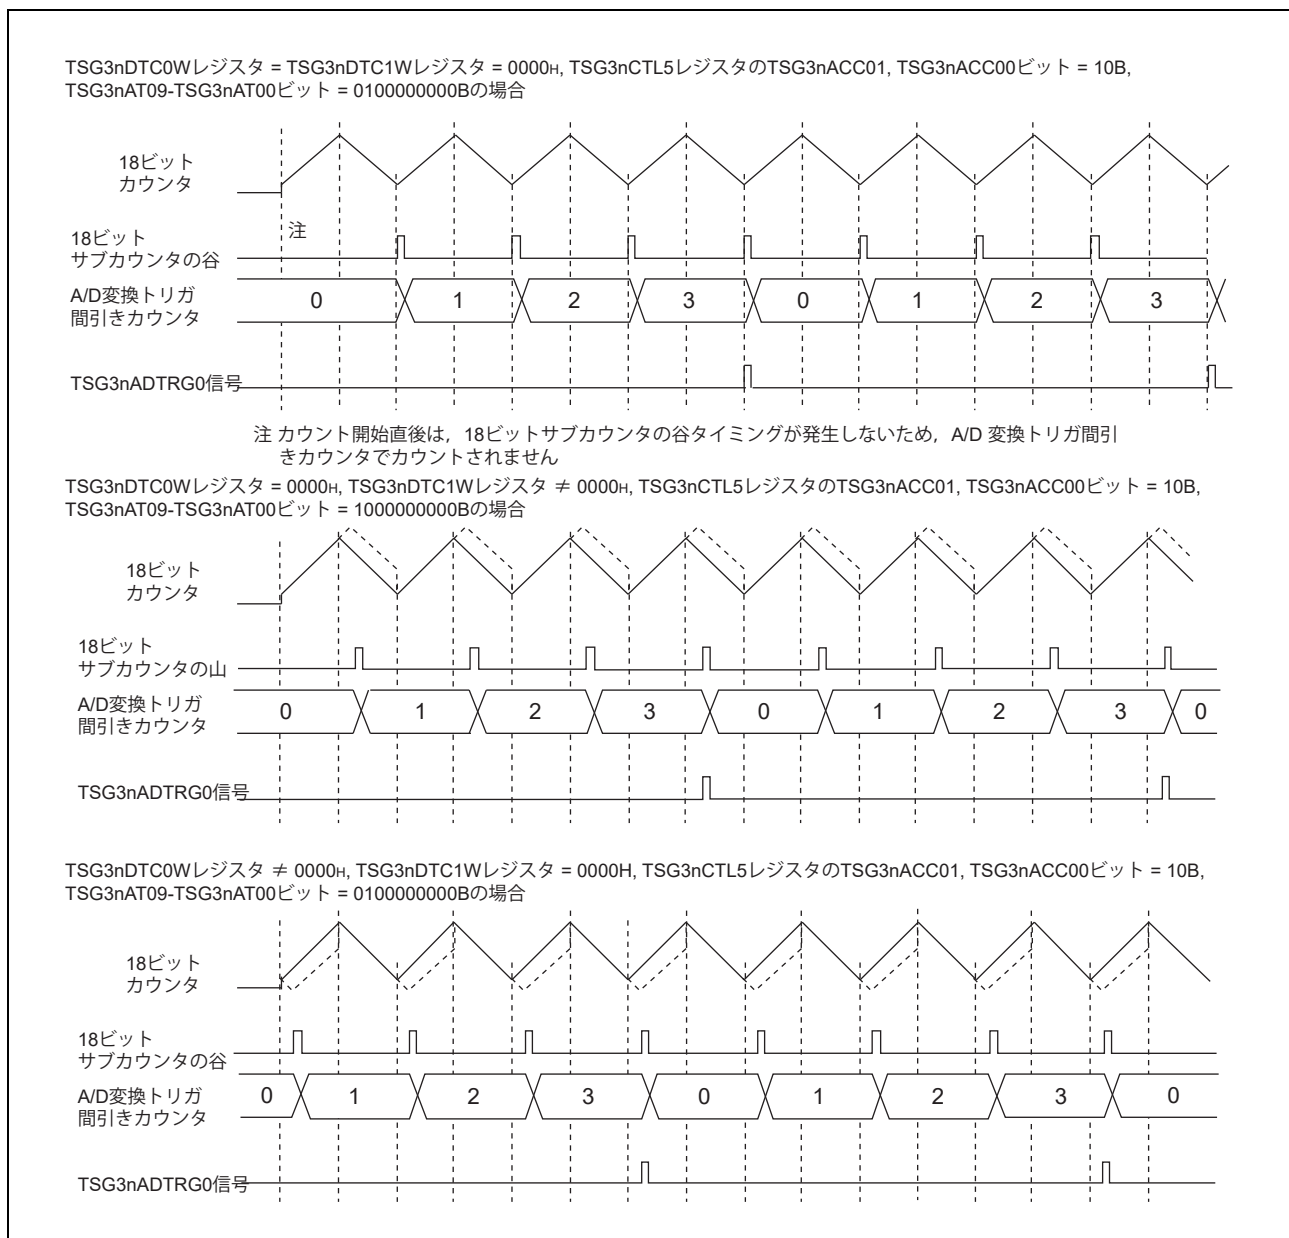 TSG3nDTC0Wレジスタ = TSG3nDTC1Wレジスタ = 0000H, TSG3nCTL5レジスタのTSG3nACC01, TSG3nACC00ビット = 10B,
TSG3nAT09-TSG3nAT00ビット = 0100000000Bの場合
18ビット
カウンタ
注
18ビット
サブカウンタの谷
A/D変換トリガ
間引きカウンタ
0 1 2 3 0 1 2 3
TSG3nADTRG0信号
注 カウント開始直後は，18ビットサブカウンタの谷タイミングが発生しないため，A/D 変換トリガ間引
きカウンタでカウントされません
TSG3nDTC0Wレジスタ = 0000H, TSG3nDTC1Wレジスタ ≠ 0000H, TSG3nCTL5レジスタのTSG3nACC01, TSG3nACC00ビット = 10B,
TSG3nAT09-TSG3nAT00ビット = 1000000000Bの場合
18ビット
カウンタ
18ビット
サブカウンタの山
A/D変換トリガ
間引きカウンタ
0 1 2 3 0 1 2 3 0
TSG3nADTRG0信号
TSG3nDTC0Wレジスタ ≠ 0000H, TSG3nDTC1Wレジスタ = 0000H, TSG3nCTL5レジスタのTSG3nACC01, TSG3nACC00ビット = 10B,
TSG3nAT09-TSG3nAT00ビット = 0100000000Bの場合
18ビット
カウンタ
18ビット
サブカウンタの谷
A/D変換トリガ
間引きカウンタ
0 1 2 3 0 1 2 3 0
TSG3nADTRG0信号